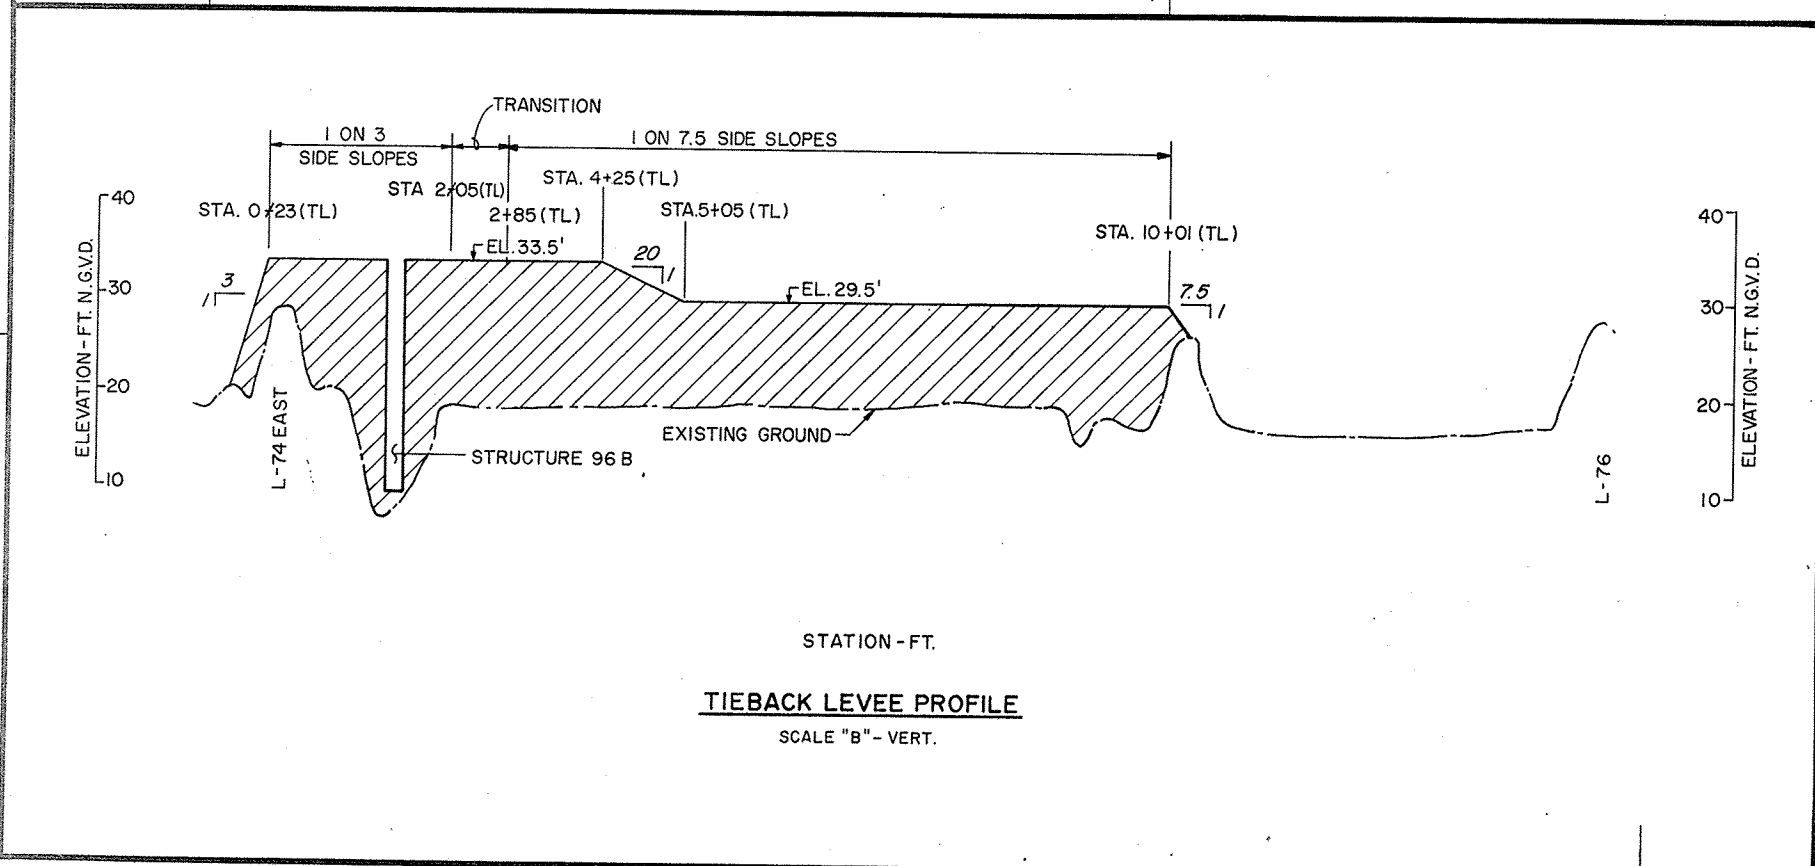 TRANSITION
1 ON 3
SIDE SLOPES
1 ON 7.5 SIDE SLOPES
STA 2+05(TL)
STA. 4+25(TL)
STA. 0+23(TL)
2+85(TL)
STA.5+05(TL)
STA. 10+01(TL)
EL.33.5'
EL.29.5'
3
1
20
1
7.5
1
40
30
20
10
ELEVATION-FT. N.G.V.D.
40
30
20
10
ELEVATION-FT. N.G.V.D.
L-74 EAST
STRUCTURE 96 B
EXISTING GROUND
L-76
STATION-FT.
TIEBACK LEVEE PROFILE
SCALE "B"-VERT.